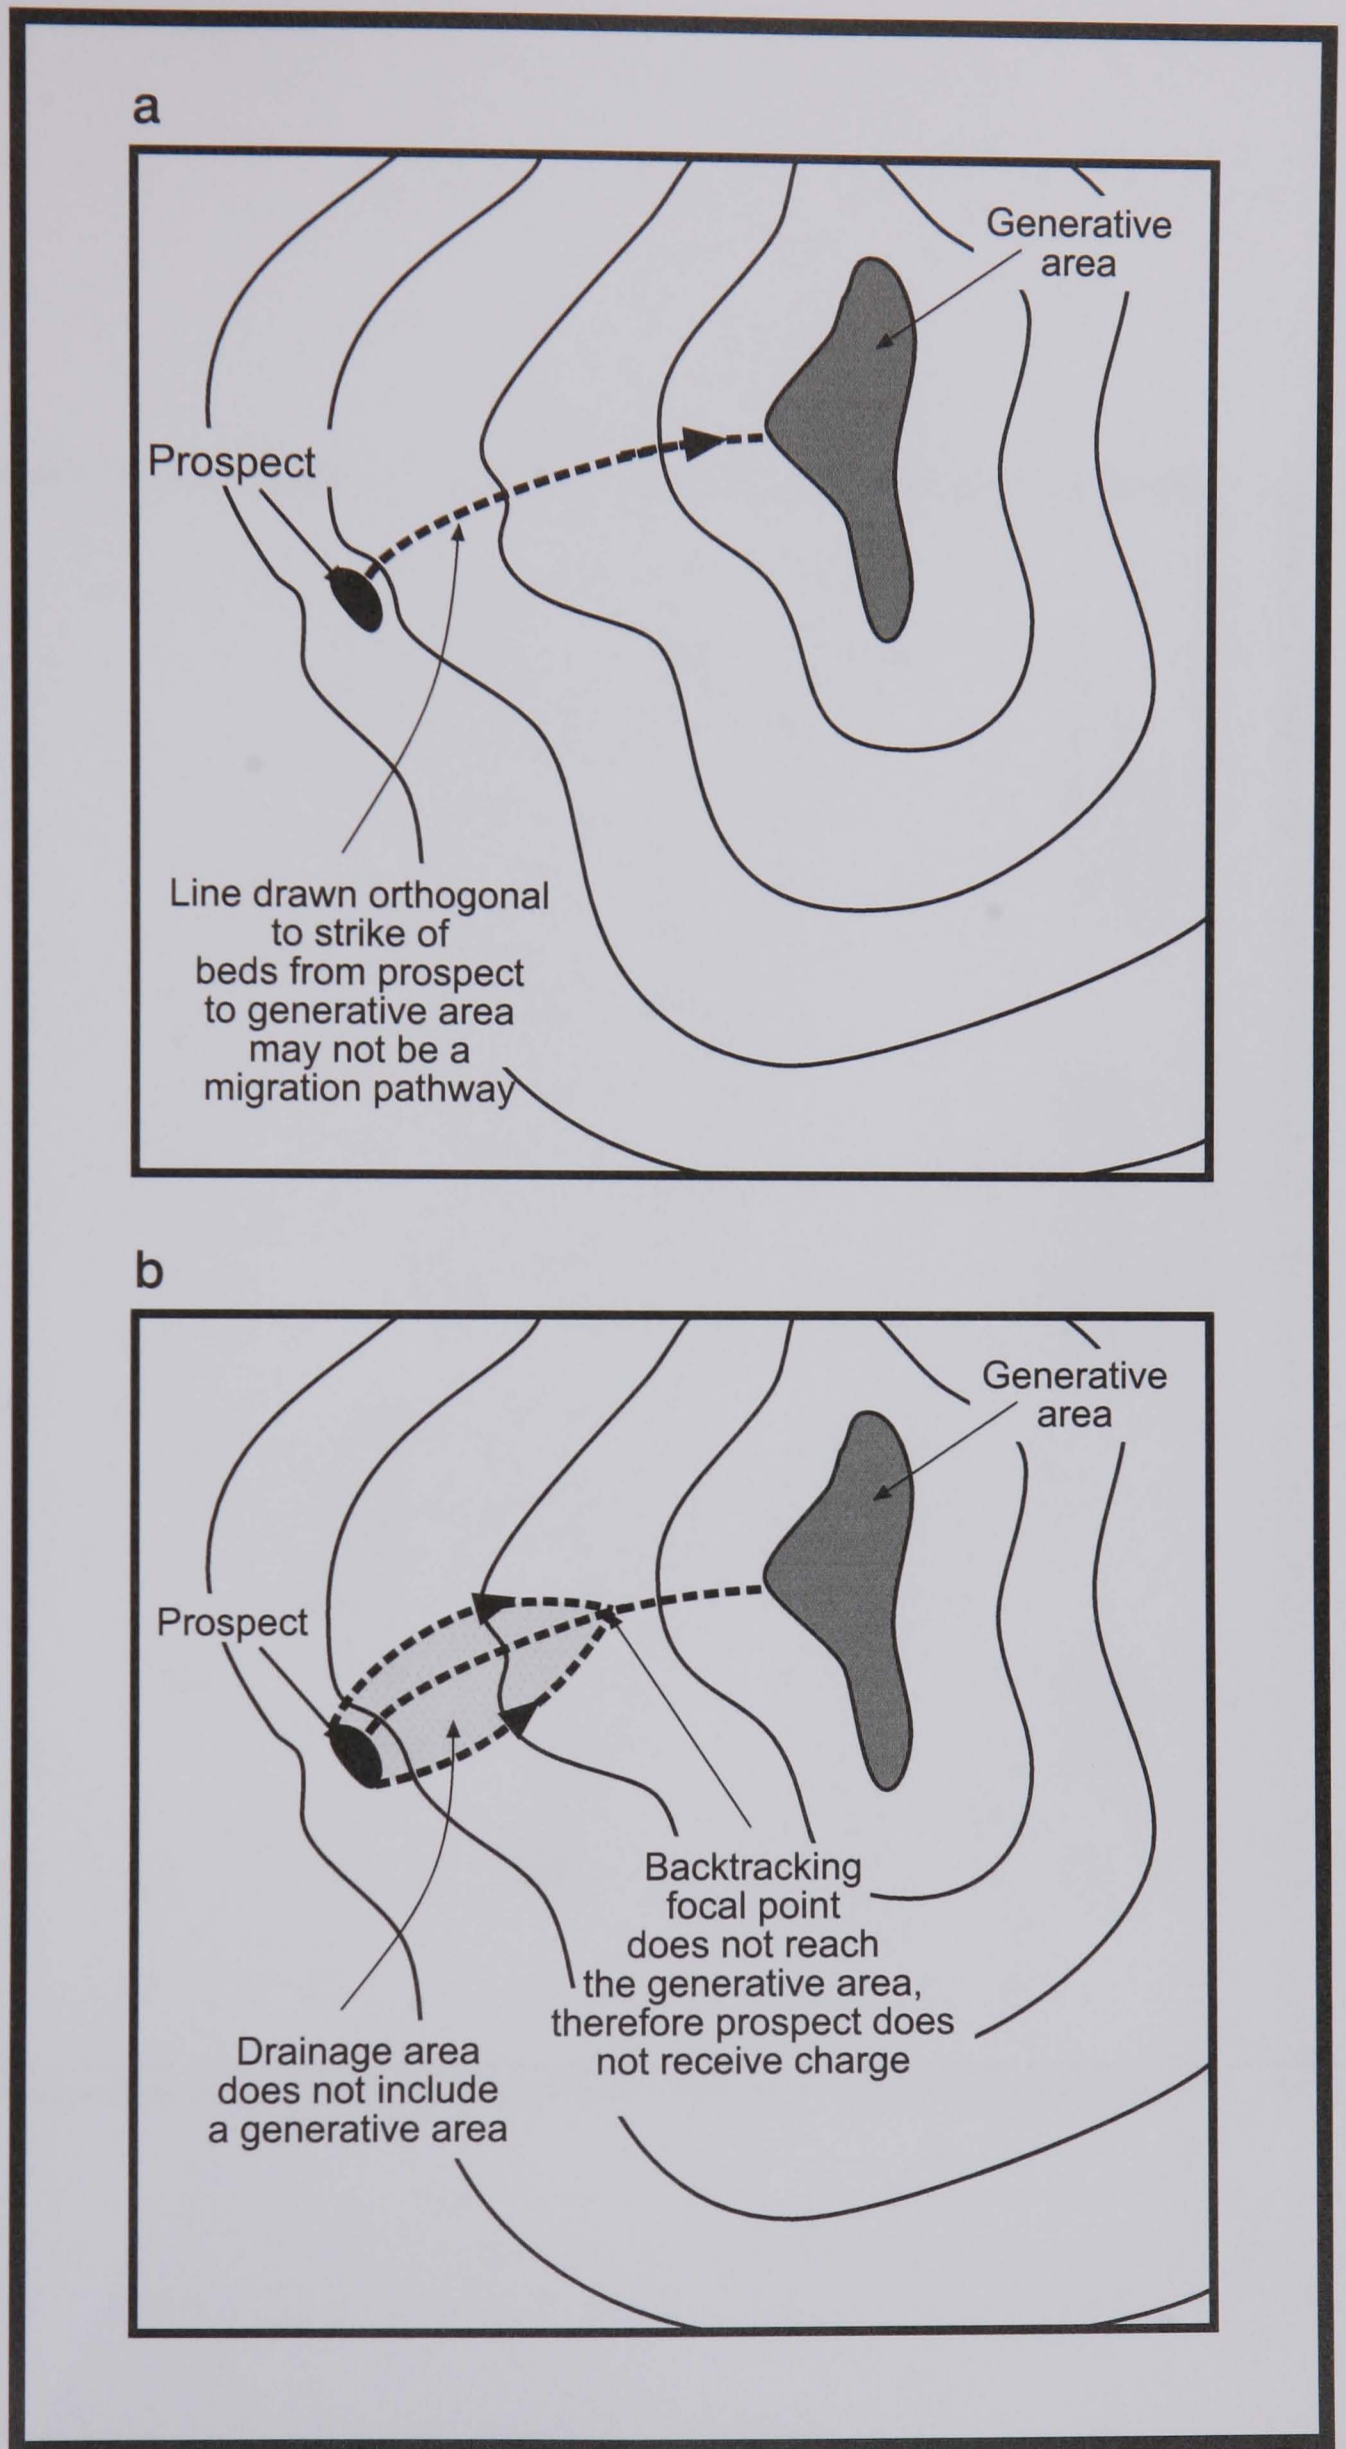 a
Generative
area
Prospect
Line drawn orthogonal
to strike of
beds from prospect
to generative area
may not be a
migration pathway
b
Generative
area
Prospect
Backtracking
focal point
does not reach
the generative area,
therefore prospect does
not receive charge
Drainage area
does not include
a generative area